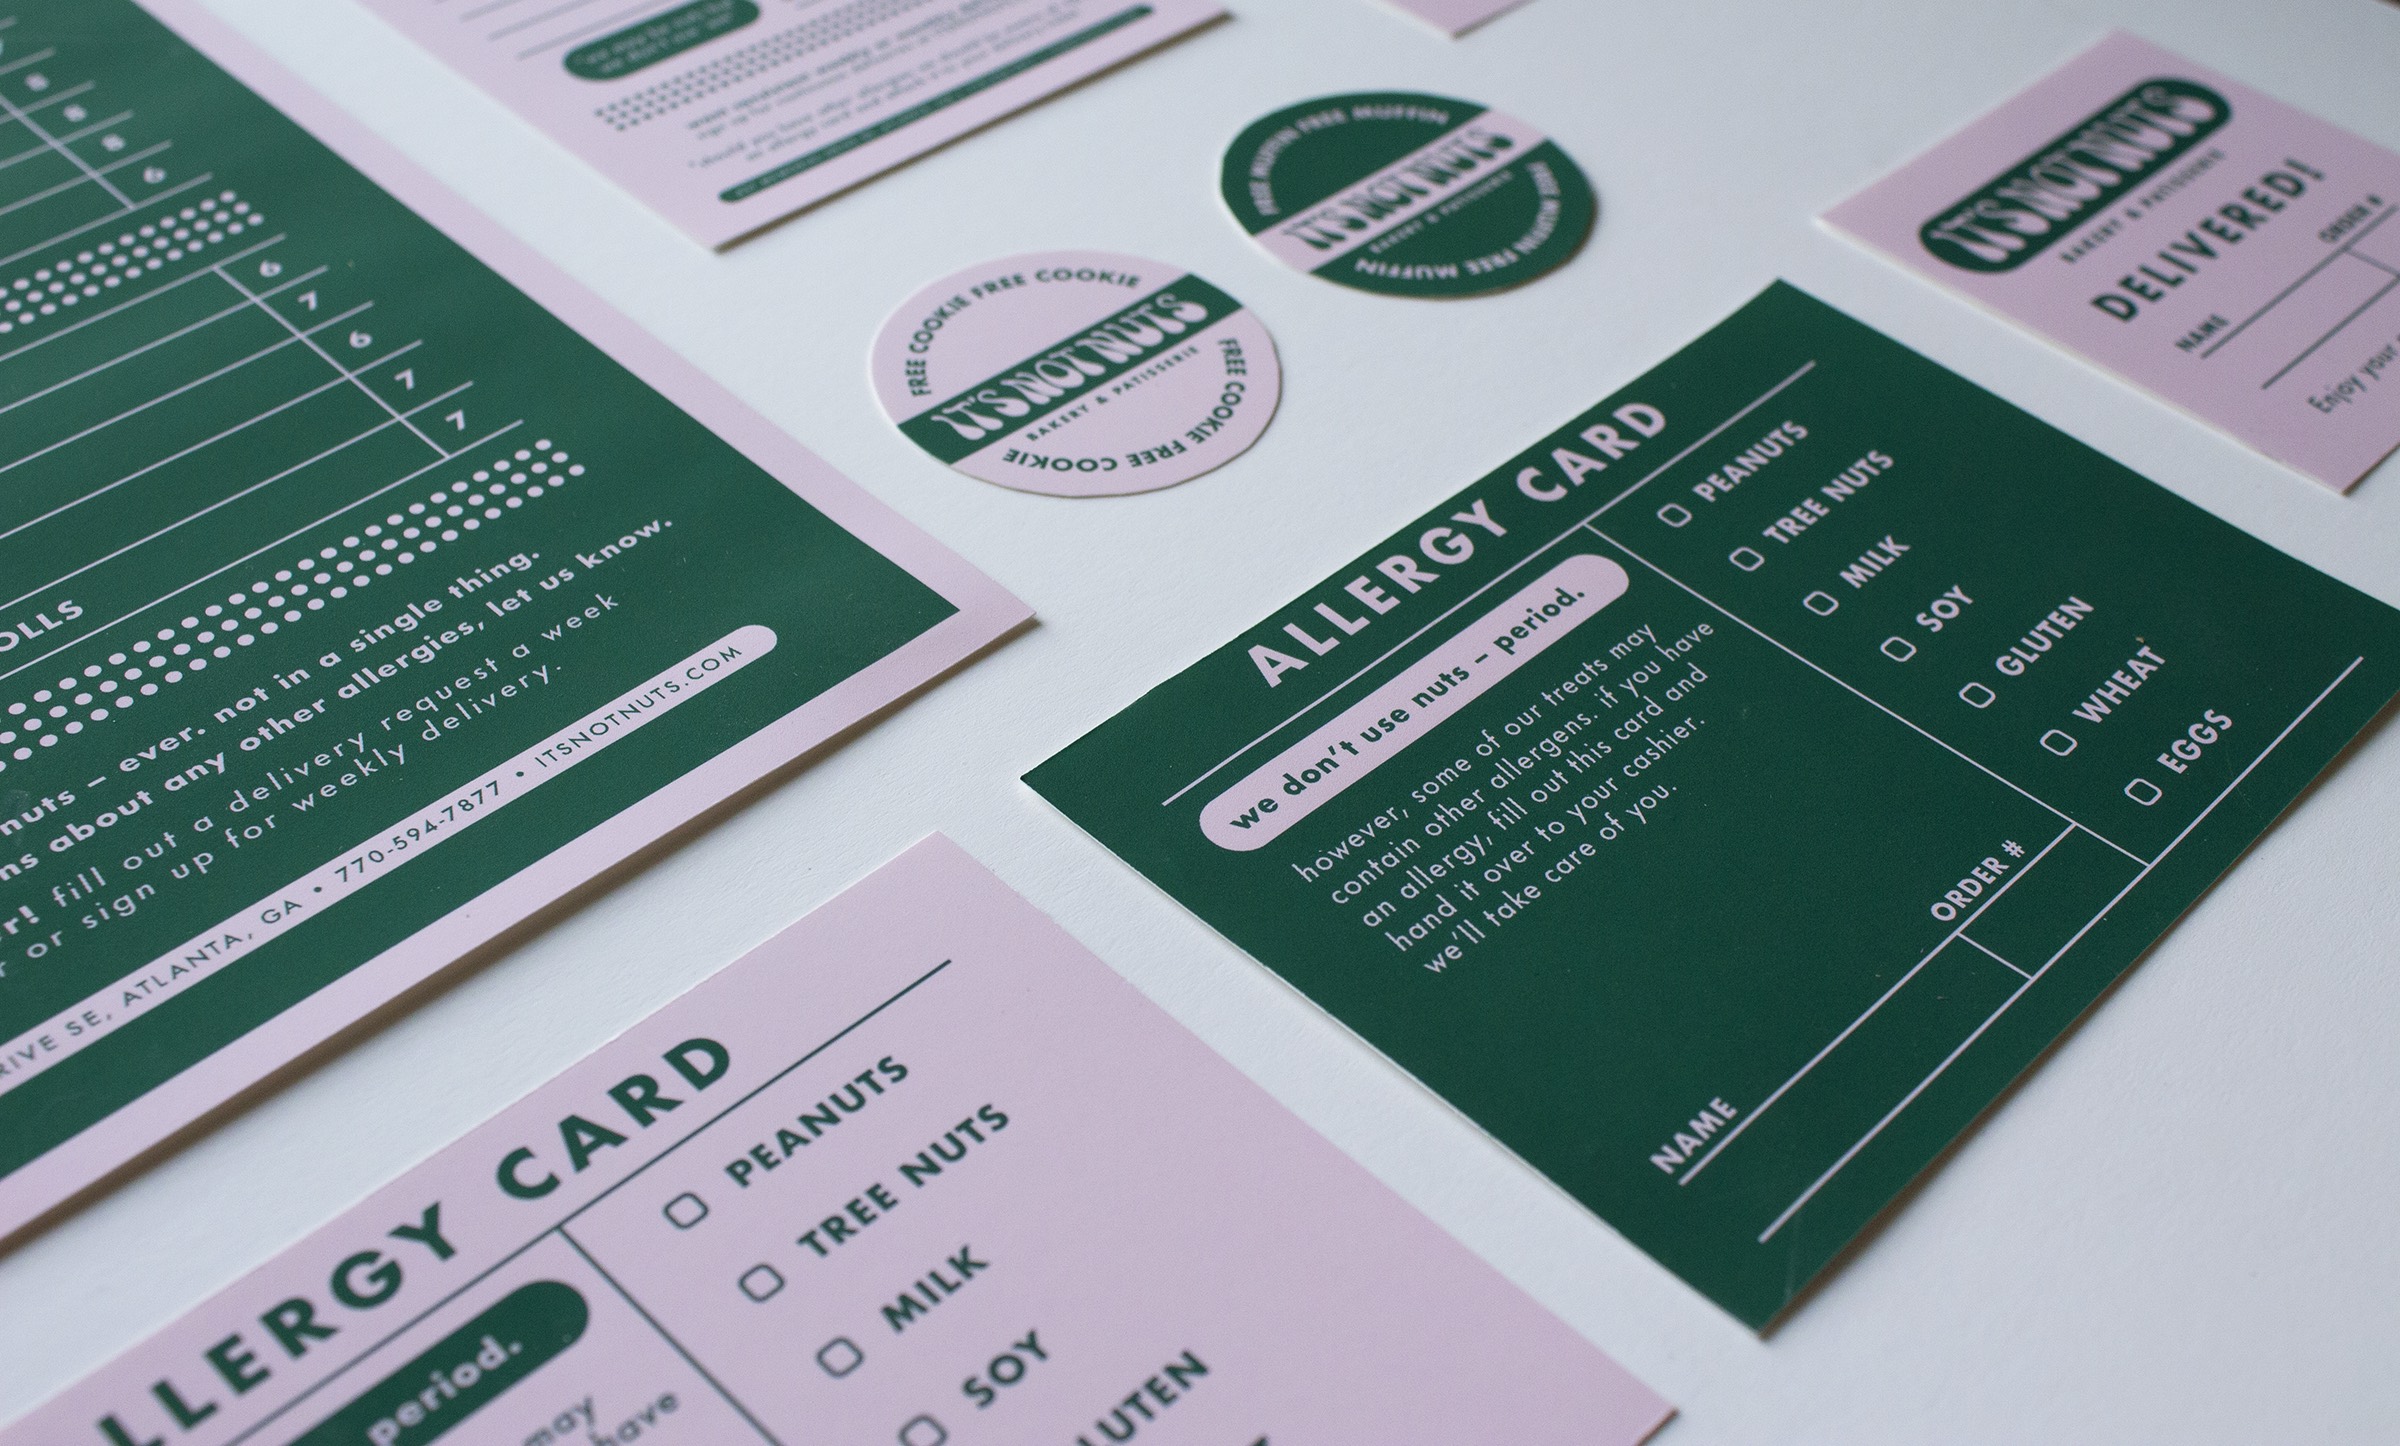 8
8
8
6
6
7
6
7
7
OLLS
nuts – ever. not in a single thing.
ns about any other allergies, let us know.
r! fill out a delivery request a week
r or sign up for weekly delivery.
RIVE SE, ATLANTA, GA • 770-594-7877 • ITSNOTNUTS.COM
FREE COOKIE FREE COOKIE
IT'S NOT NUTS
BAKERY & PATISSERIE
FREE COOKIE FREE COOKIE
FREE MUFFIN FREE MUFFIN
IT'S NOT NUTS
BAKERY & PATISSERIE
FREE MUFFIN FREE MUFFIN
IT'S NOT NUTS
BAKERY & PATISSERIE
DELIVERED!
NAME
ORDER #
Enjoy your
ALLERGY CARD
we don't use nuts – period.
however, some of our treats may
contain other allergens. if you have
an allergy, fill out this card and
hand it over to your cashier.
we'll take care of you.
PEANUTS
TREE NUTS
MILK
SOY
GLUTEN
WHEAT
EGGS
NAME
ORDER #
LLERGY CARD
period.
may
have
PEANUTS
TREE NUTS
MILK
SOY
LUTEN